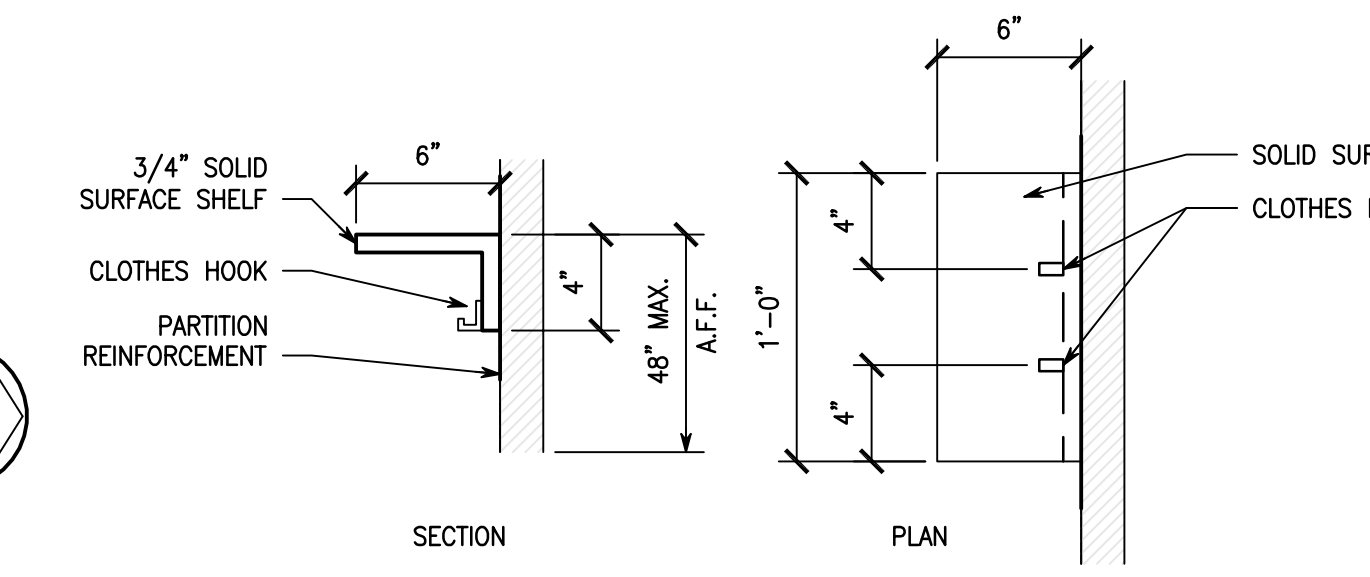 3/4" SOLID
SURFACE SHELF
CLOTHES HOOK
PARTITION
REINFORCEMENT
6"
4"
48" MAX.
A.F.F.
SECTION
6"
4"
1'-0"
4"
SOLID
CLOTHES
PLAN